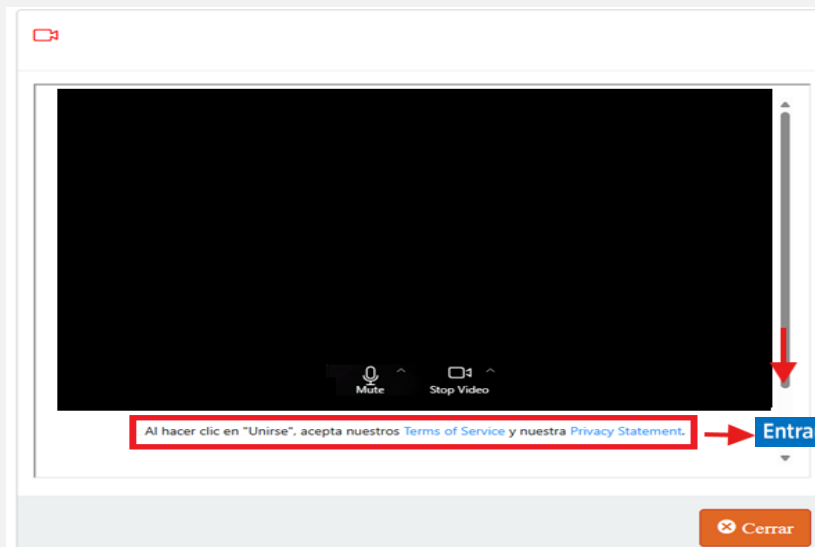 Mute
Stop Video
Al hacer clic en "Unirse", acepta nuestros Terms of Service y nuestra Privacy Statement.
Entra
Cerrar